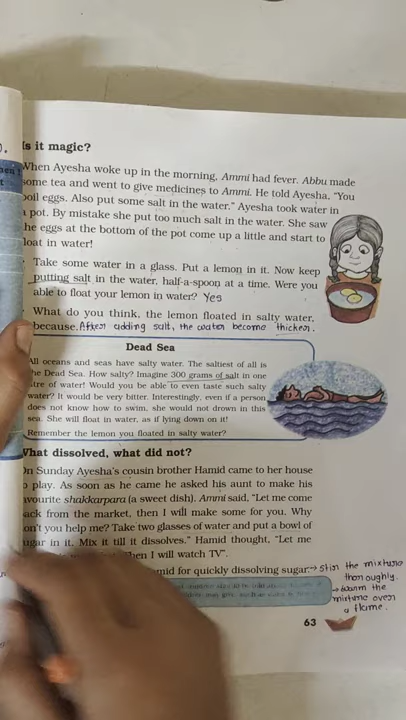 Is it magic?
When Ayesha woke up in the morning, Ammi had fever. Abbu made
some tea and went to give medicines to Ammi. He told Ayesha, “You
boil eggs. Also put some salt in the water.” Ayesha took water in
a pot. By mistake she put too much salt in the water. She saw
the eggs at the bottom of the pot come up a little and start to
float in water!
Take some water in a glass. Put a lemon in it. Now keep
putting salt in the water, half-a-spoon at a time. Were you
able to float your lemon in water? Yes
What do you think, the lemon floated in salty water,
because. After adding salt, the water become thicker.
Dead Sea
All oceans and seas have salty water. The saltiest of all is
the Dead Sea. How salty? Imagine 300 grams of salt in one
litre of water! Would you be able to even taste such salty
water? It would be very bitter. Interestingly, even if a person
does not know how to swim, she would not drown in this
sea. She will float in water, as if lying down on it!
Remember the lemon you floated in salty water?
What dissolved, what did not?
On Sunday Ayesha’s cousin brother Hamid came to her house
to play. As soon as he came he asked his aunt to make his
favourite shakkarpara (a sweet dish). Ammi said, “Let me come
back from the market, then I will make some for you. Why
don’t you help me? Take two glasses of water and put a bowl of
sugar in it. Mix it till it dissolves.” Hamid thought, “Let me
Then I will watch TV”.
Hamid for quickly dissolving sugar → Stir the mixture
thoroughly.
→ Warm the
mixture over
a flame.
63